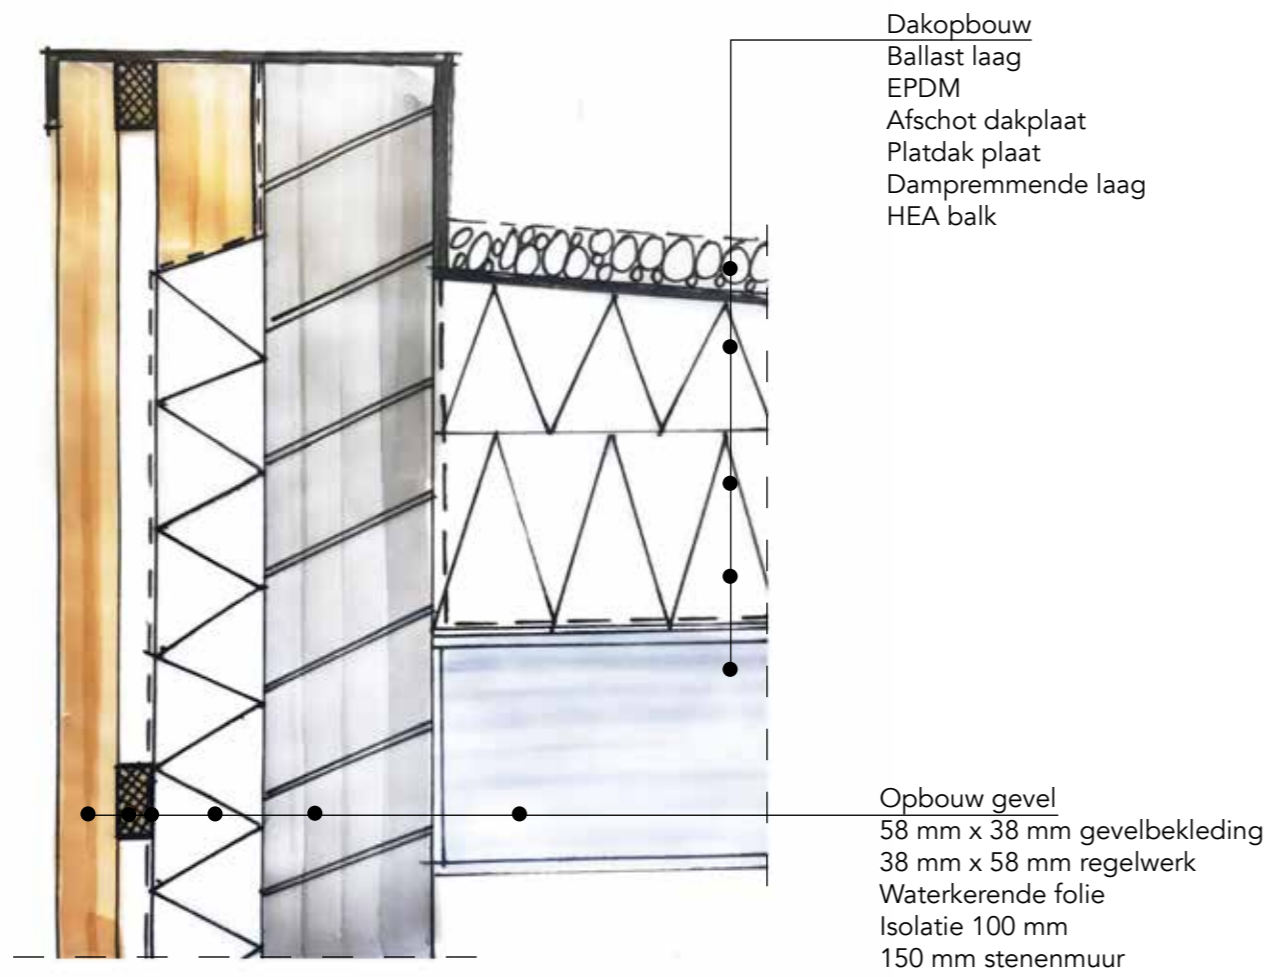 Dakopbouw
Ballast laag
EPDM
Afschot dakplaat
Platdak plaat
Dampremmende laag
HEA balk
Opbouw gevel
58 mm x 38 mm gevelbekleding
38 mm x 58 mm regelwerk
Waterkerende folie
Isolatie 100 mm
150 mm stenenmuur